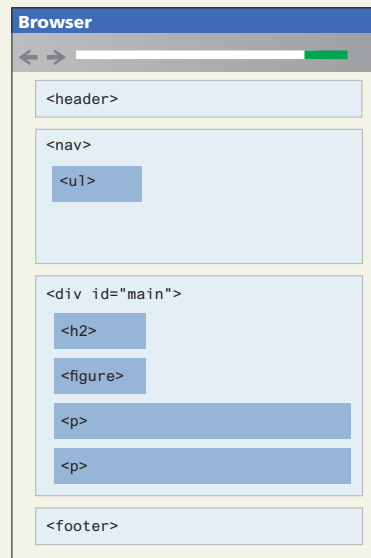 Browser
<header>
<nav>
<ul>
<div id="main">
<h2>
<figure>
<p>
<p>
<footer>